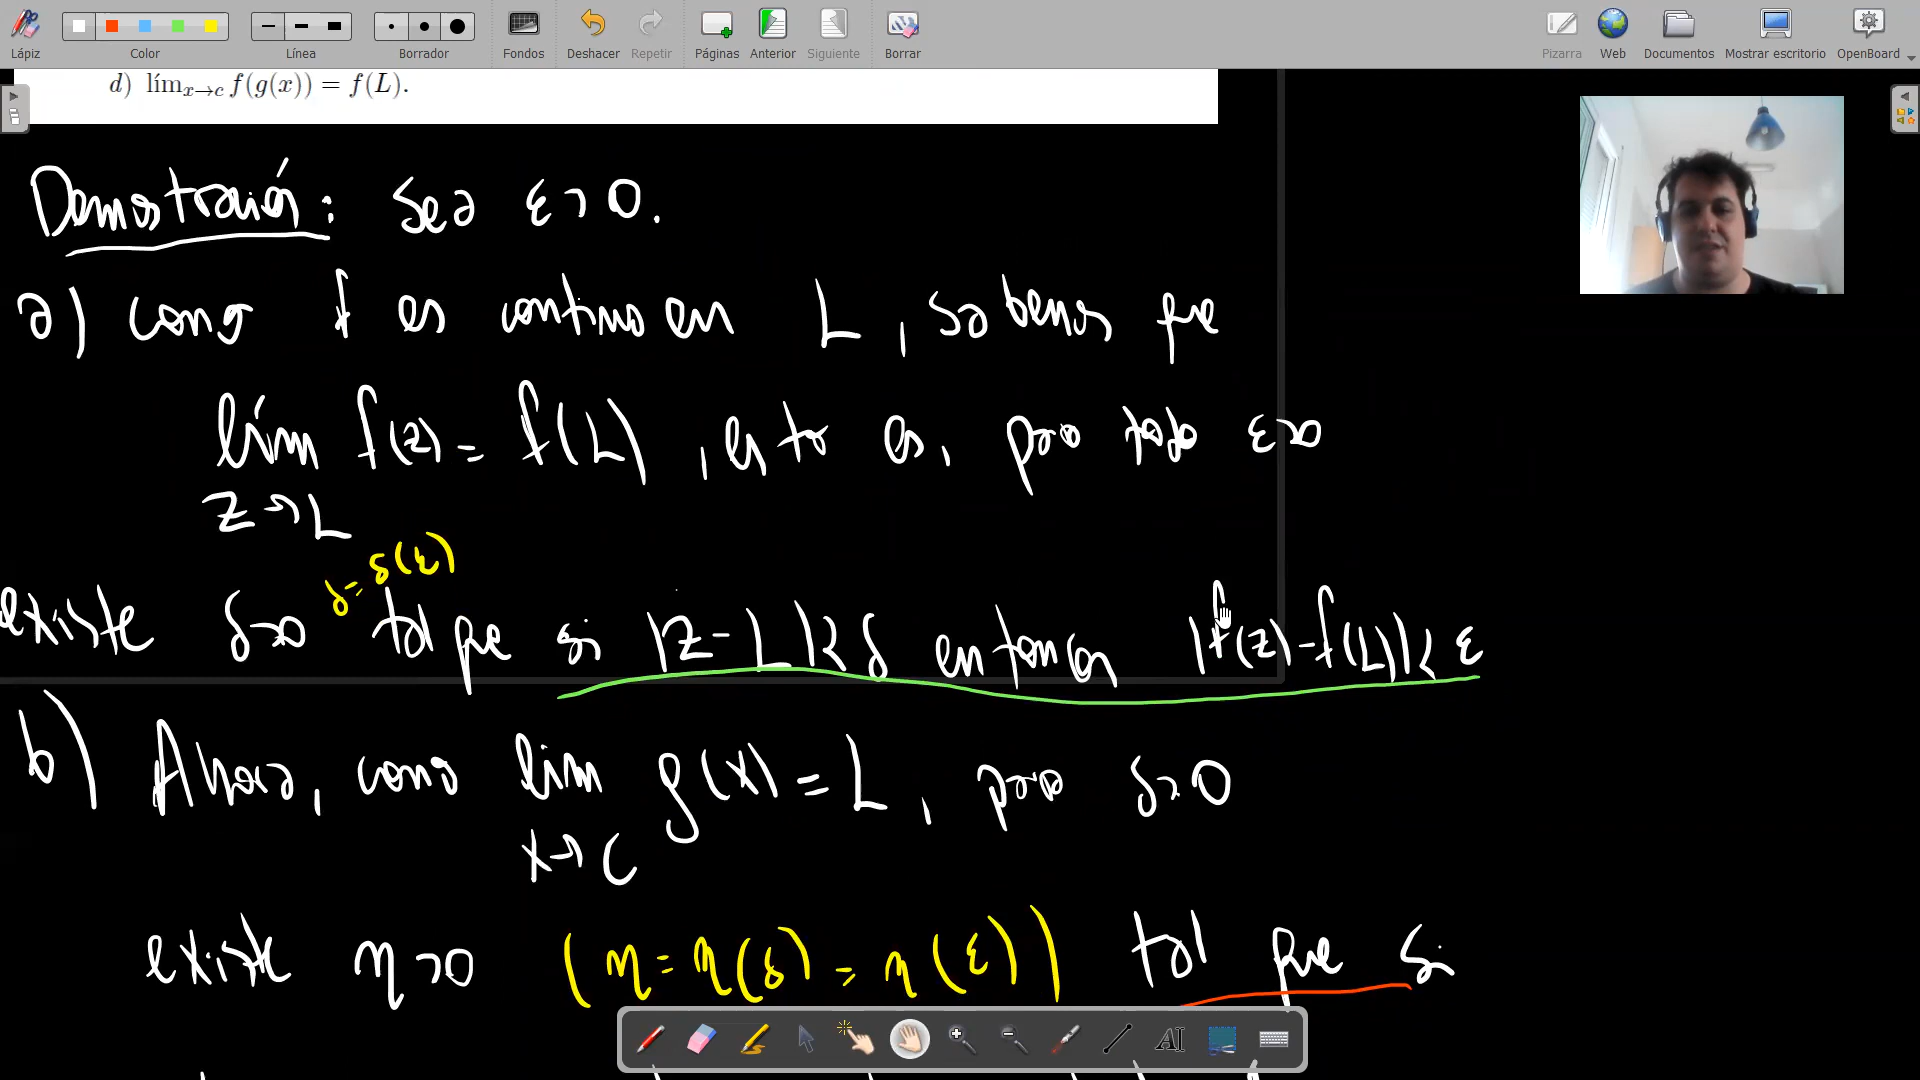 Lápiz Color Línea Borrador Fondos Deshacer Repetir Páginas Anterior Siguiente Borrar Pizarra Web Documentos Mostrar escritorio OpenBoard
d) lím_{x→c} f(g(x)) = f(L).
Demostración: Sea ε > 0.
a) como f es continua en L, sabemos que
lím f(z) = f(L), esto es, para todo ε>0
z→L
δ = δ(ε)
existe δ>0 tal que si |z - L| < δ entonces |f(z) - f(L)| < ε
b) Ahora, como lim g(x) = L, para δ>0
x→c
existe η>0 (η = η(δ) = η(ε)) tal que si